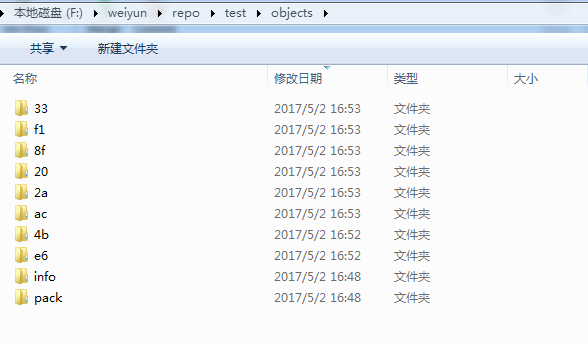 本地磁盘 (F:) weiyun repo test objects
共享 新建文件夹
名称 修改日期 类型 大小
33 2017/5/2 16:53 文件夹
f1 2017/5/2 16:53 文件夹
8f 2017/5/2 16:53 文件夹
20 2017/5/2 16:53 文件夹
2a 2017/5/2 16:53 文件夹
ac 2017/5/2 16:53 文件夹
4b 2017/5/2 16:52 文件夹
e6 2017/5/2 16:52 文件夹
info 2017/5/2 16:48 文件夹
pack 2017/5/2 16:48 文件夹